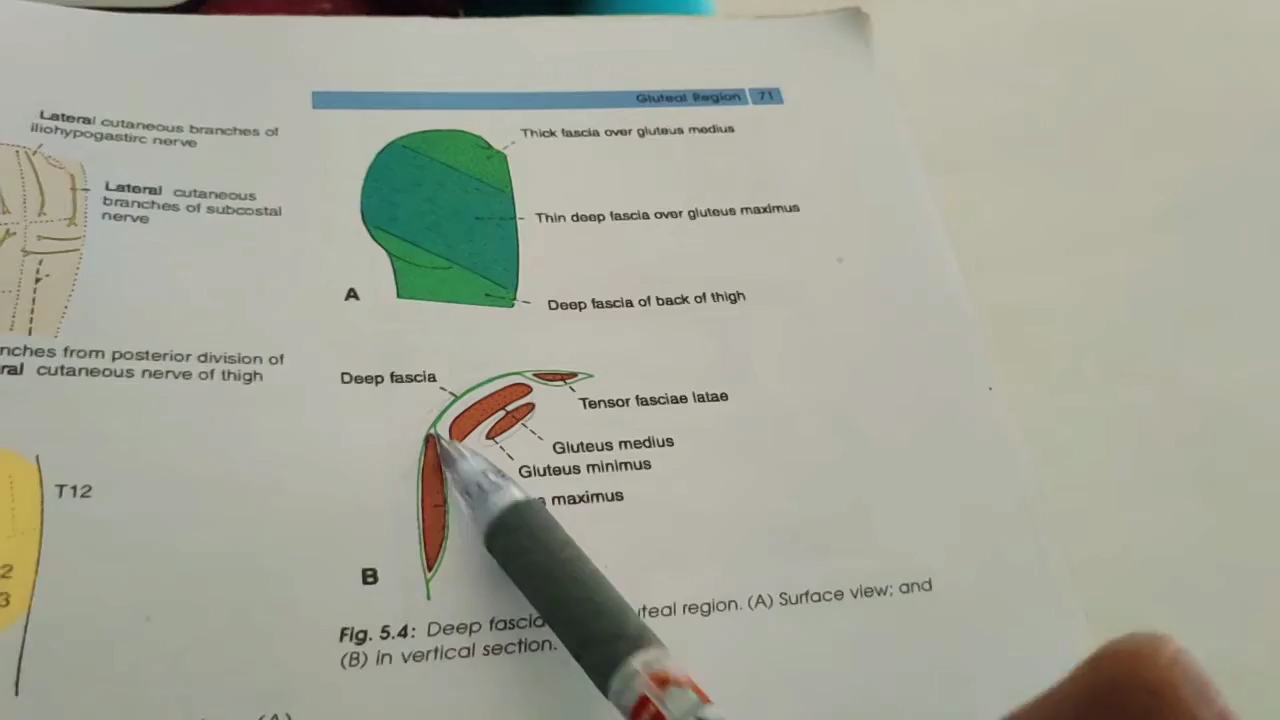 Gluteal Region 71
Lateral cutaneous branches of
iliohypogastirc nerve
Lateral cutaneous
branches of subcostal
nerve
nches from posterior division of
ral cutaneous nerve of thigh
T12
2
3
Thick fascia over gluteus medius
Thin deep fascia over gluteus maximus
A
Deep fascia of back of thigh
Deep fascia
Tensor fasciae latae
Gluteus medius
Gluteus minimus
maximus
B
Fig. 5.4: Deep fascia uteal region. (A) Surface view; and
(B) in vertical section.
(A)